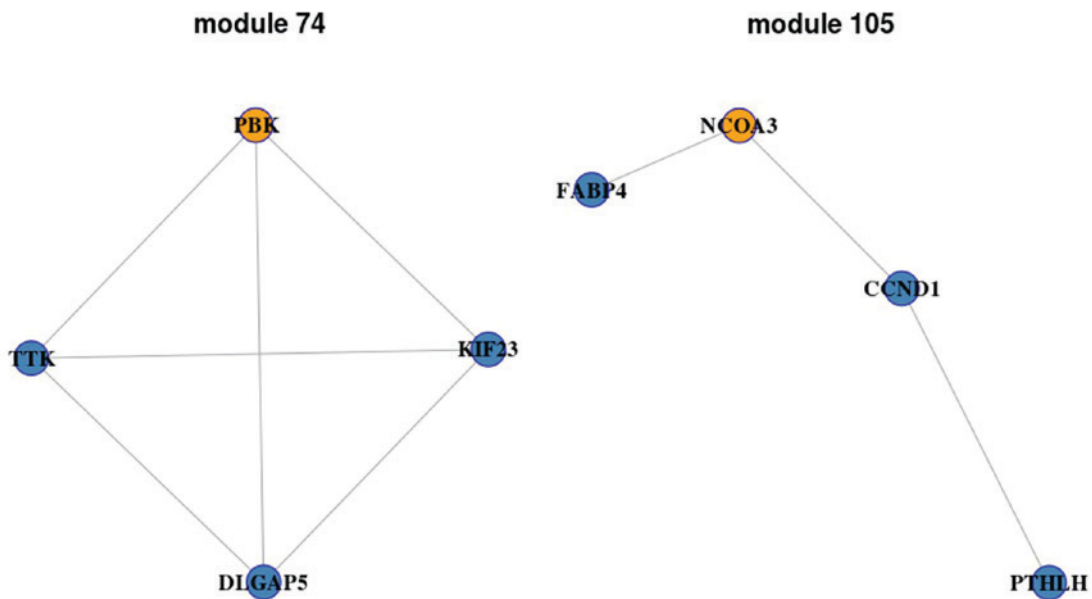 module 74
PBK
TTK
KIF23
DLGAP5
module 105
NCOA3
FABP4
CCND1
PTHLH